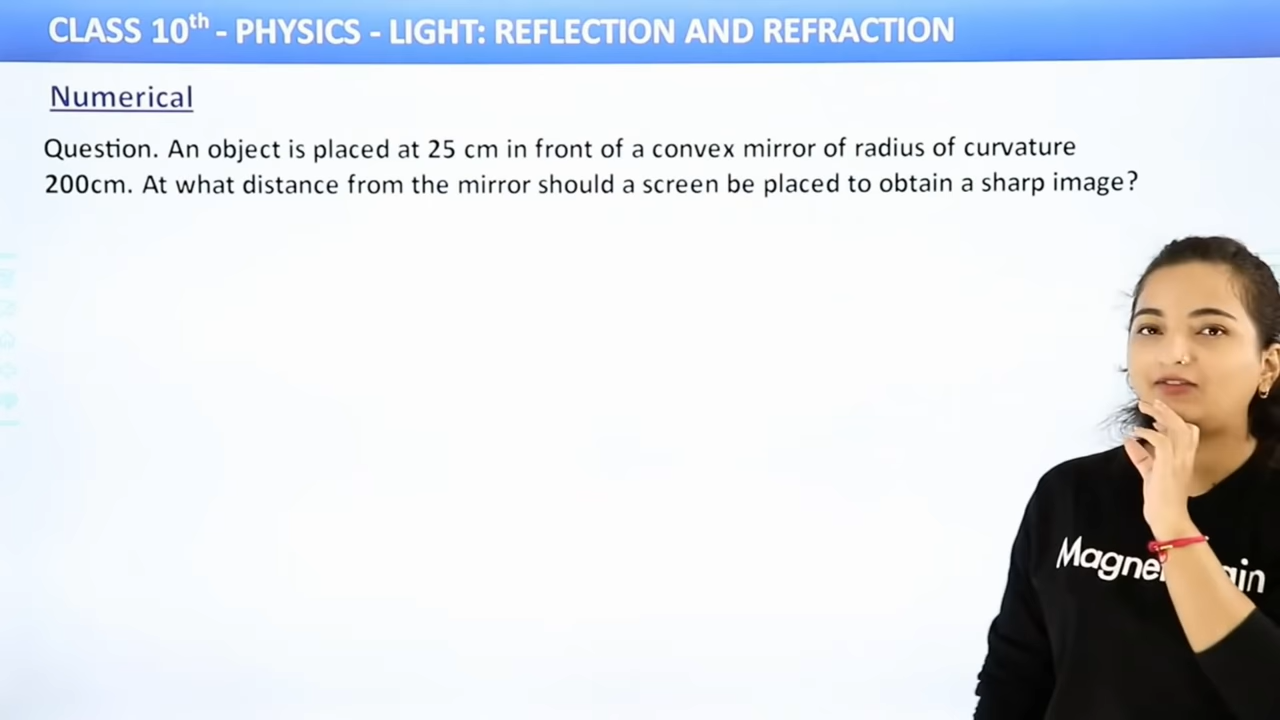 CLASS 10th - PHYSICS - LIGHT: REFLECTION AND REFRACTION
Numerical
Question. An object is placed at 25 cm in front of a convex mirror of radius of curvature
200cm. At what distance from the mirror should a screen be placed to obtain a sharp image?